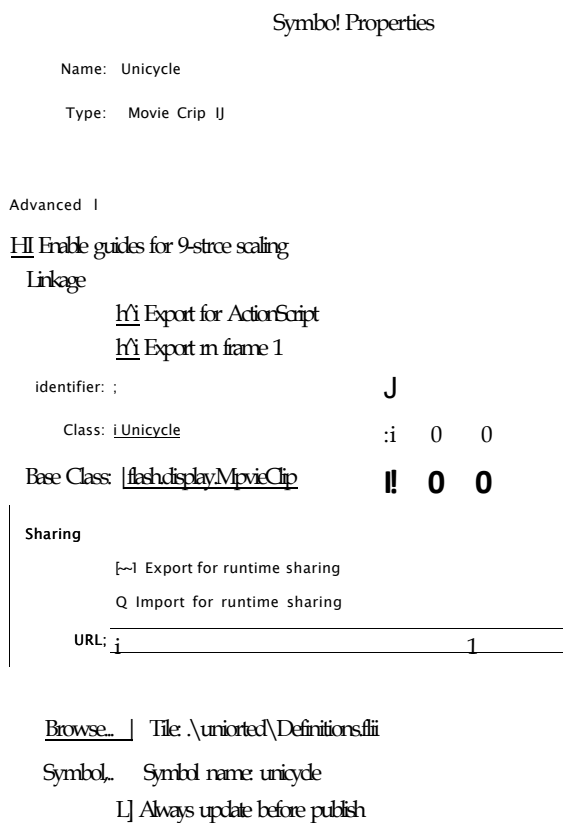 Symbo! Properties
Name: Unicycle
Type: Movie Crip IJ
Advanced l
HI Enable guides for 9-strce scaling
Linkage
h^i Export for ActionScript
h^i Export rn frame 1
identifier: ; J
Class: i Unicycle :i 0 0
Base Class: |flash.display.MpvieClip I! 0 0
Sharing
[~~1 Export for runtime sharing
Q Import for runtime sharing
URL; i 1
Browse... | Tile: .\uniorted\Definitions.flii
Symbol,.. Symbol name: unicycle
L] Always update before publish